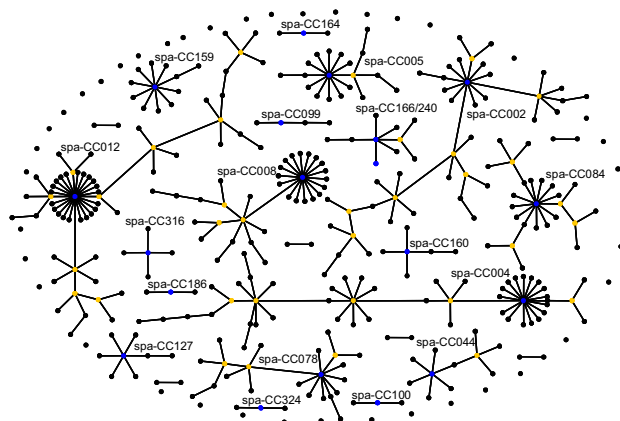 spa-CC164
spa-CC159
spa-CC005
spa-CC099
spa-CC166/240
spa-CC002
spa-CC012
spa-CC008
spa-CC084
spa-CC316
spa-CC160
spa-CC186
spa-CC004
spa-CC127
spa-CC078
spa-CC044
spa-CC324
spa-CC100